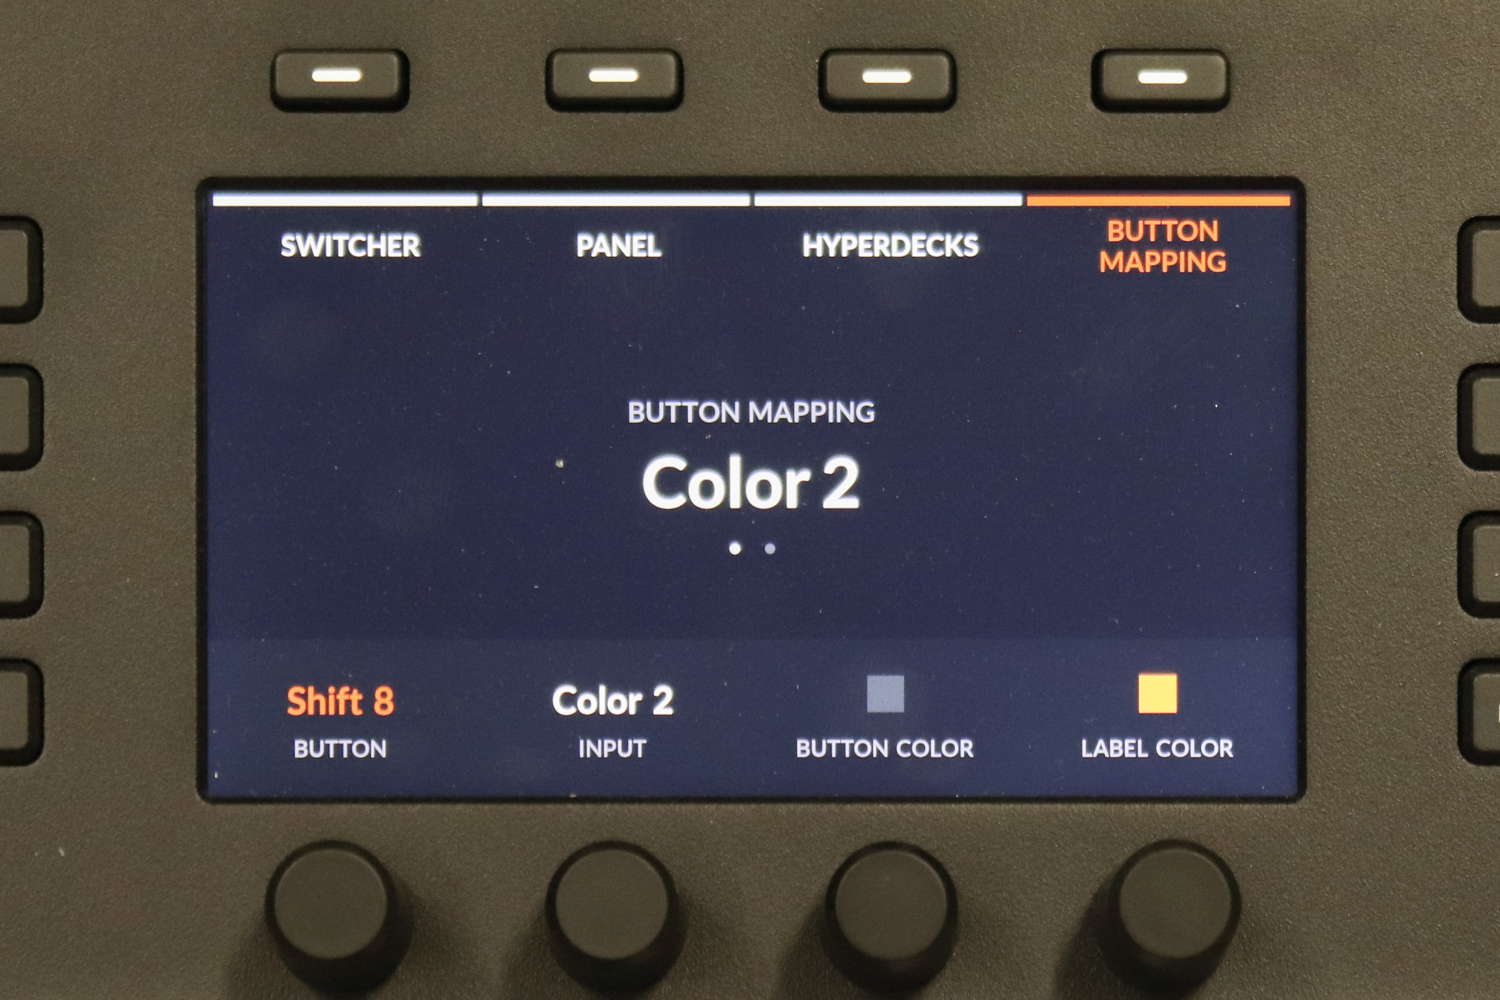 SWITCHER
PANEL
HYPERDECKS
BUTTON
MAPPING
BUTTON MAPPING
Color 2
Shift 8
BUTTON
Color 2
INPUT
BUTTON COLOR
LABEL COLOR